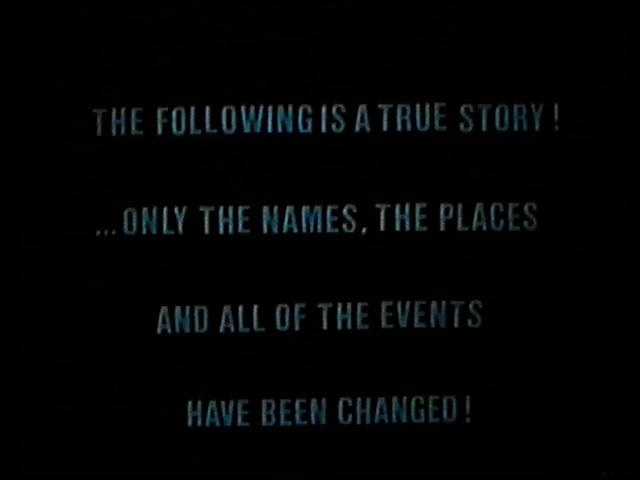 THE FOLLOWING IS A TRUE STORY!
...ONLY THE NAMES, THE PLACES
AND ALL OF THE EVENTS
HAVE BEEN CHANGED!